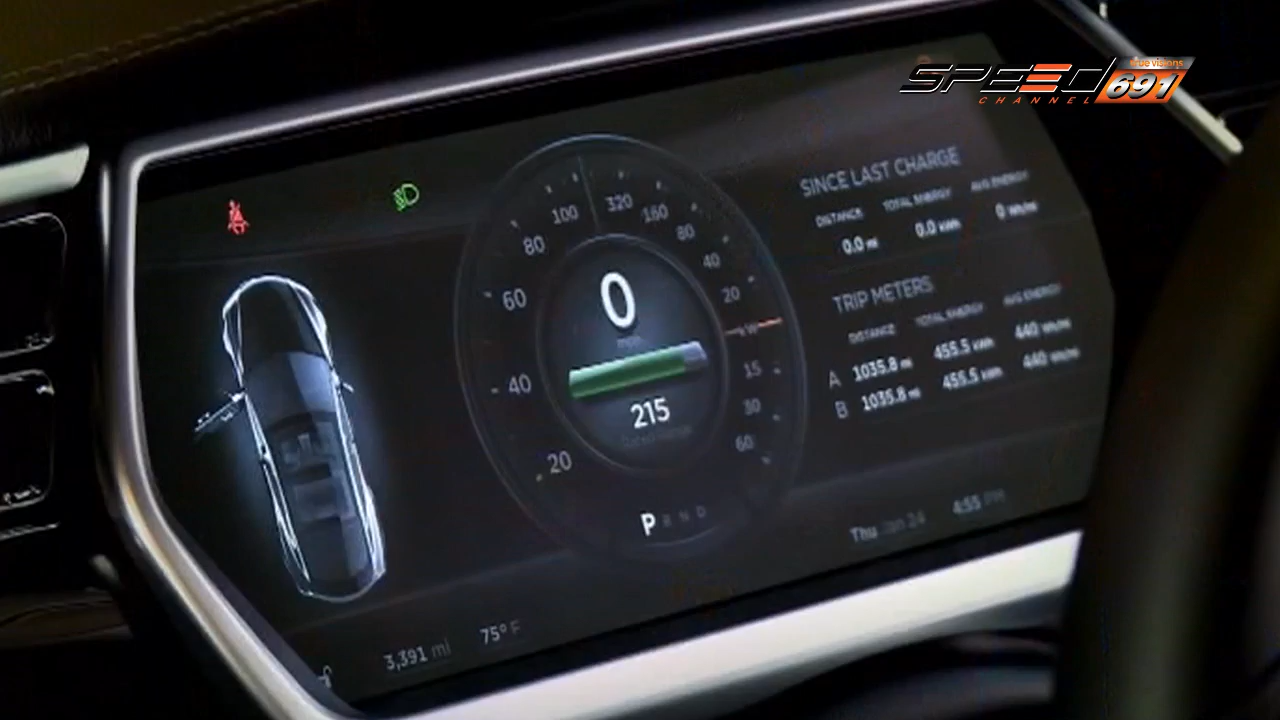 SPEED
true visions
CHANNEL 691
SINCE LAST CHARGE
DISTANCE TOTAL ENERGY AVG ENERGY
0.0 mi 0.0 kWh 0 Wh/mi
TRIP METERS
DISTANCE TOTAL ENERGY AVG ENERGY
A 1035.8 mi 455.5 kWh 440 Wh/mi
B 1035.8 mi 455.5 kWh 440 Wh/mi
100 320
160
80 80
40
60 20
kW
40 15
30
20 60
0
mph
215
Rated Range
P R N D
Thu Jan 24 4:55 PM
3,391 mi 75° F